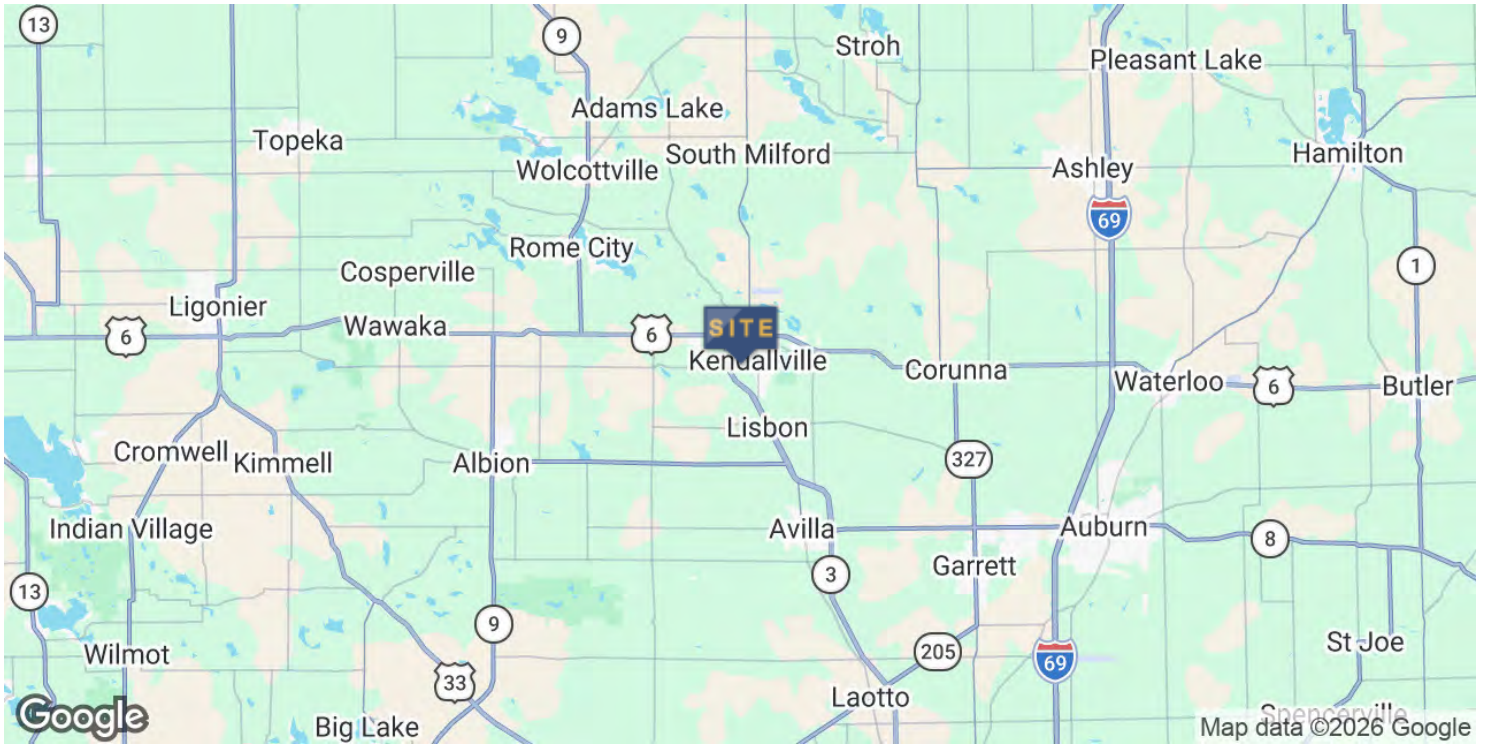 13
9
Stroh
Pleasant Lake
Adams Lake
Topeka
South Milford
Hamilton
Wolcottville
Ashley
69
Rome City
Cosperville
1
Ligonier
Wawaka
6
6
SITE
Kendallville
Corunna
Waterloo
6
Butler
Lisbon
Cromwell
Kimmell
Albion
327
Indian Village
Avilla
Auburn
8
Garrett
3
13
9
205
St Joe
Wilmot
69
33
Laotto
Spencerville
Google
Big Lake
Map data ©2026 Google